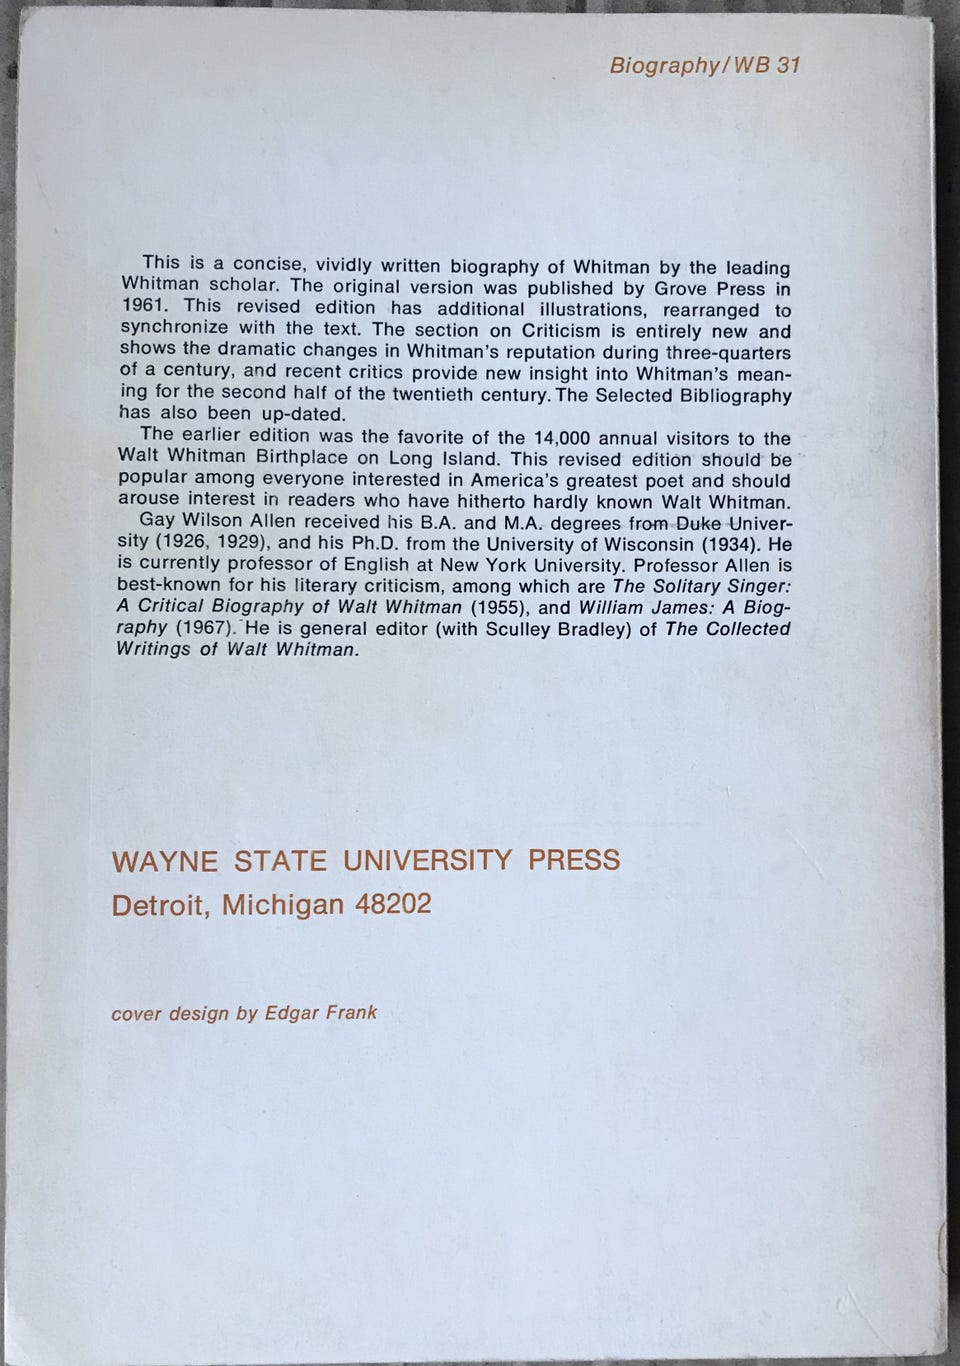 Biography/WB 31
This is a concise, vividly written biography of Whitman by the leading
Whitman scholar. The original version was published by Grove Press in
1961. This revised edition has additional illustrations, rearranged to
synchronize with the text. The section on Criticism is entirely new and
shows the dramatic changes in Whitman's reputation during three-quarters
of a century, and recent critics provide new insight into Whitman's mean-
ing for the second half of the twentieth century. The Selected Bibliography
has also been up-dated.
The earlier edition was the favorite of the 14,000 annual visitors to the
Walt Whitman Birthplace on Long Island. This revised edition should be
popular among everyone interested in America's greatest poet and should
arouse interest in readers who have hitherto hardly known Walt Whitman.
Gay Wilson Allen received his B.A. and M.A. degrees from Duke Univer-
sity (1926, 1929), and his Ph.D. from the University of Wisconsin (1934). He
is currently professor of English at New York University. Professor Allen is
best-known for his literary criticism, among which are The Solitary Singer:
A Critical Biography of Walt Whitman (1955), and William James: A Biog-
raphy (1967). He is general editor (with Sculley Bradley) of The Collected
Writings of Walt Whitman.
WAYNE STATE UNIVERSITY PRESS
Detroit, Michigan 48202
cover design by Edgar Frank